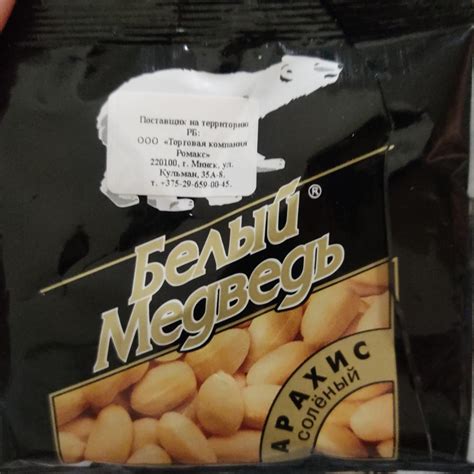 Поставщик на территорию
РБ:
ООО «Торговая компания
Ромакс»
220100, г. Минск, ул.
Кульман, 35А-8.
т. +375-29-659-00-45.
Белый®
Медведь
АРАХИС
СОЛЁНЫЙ